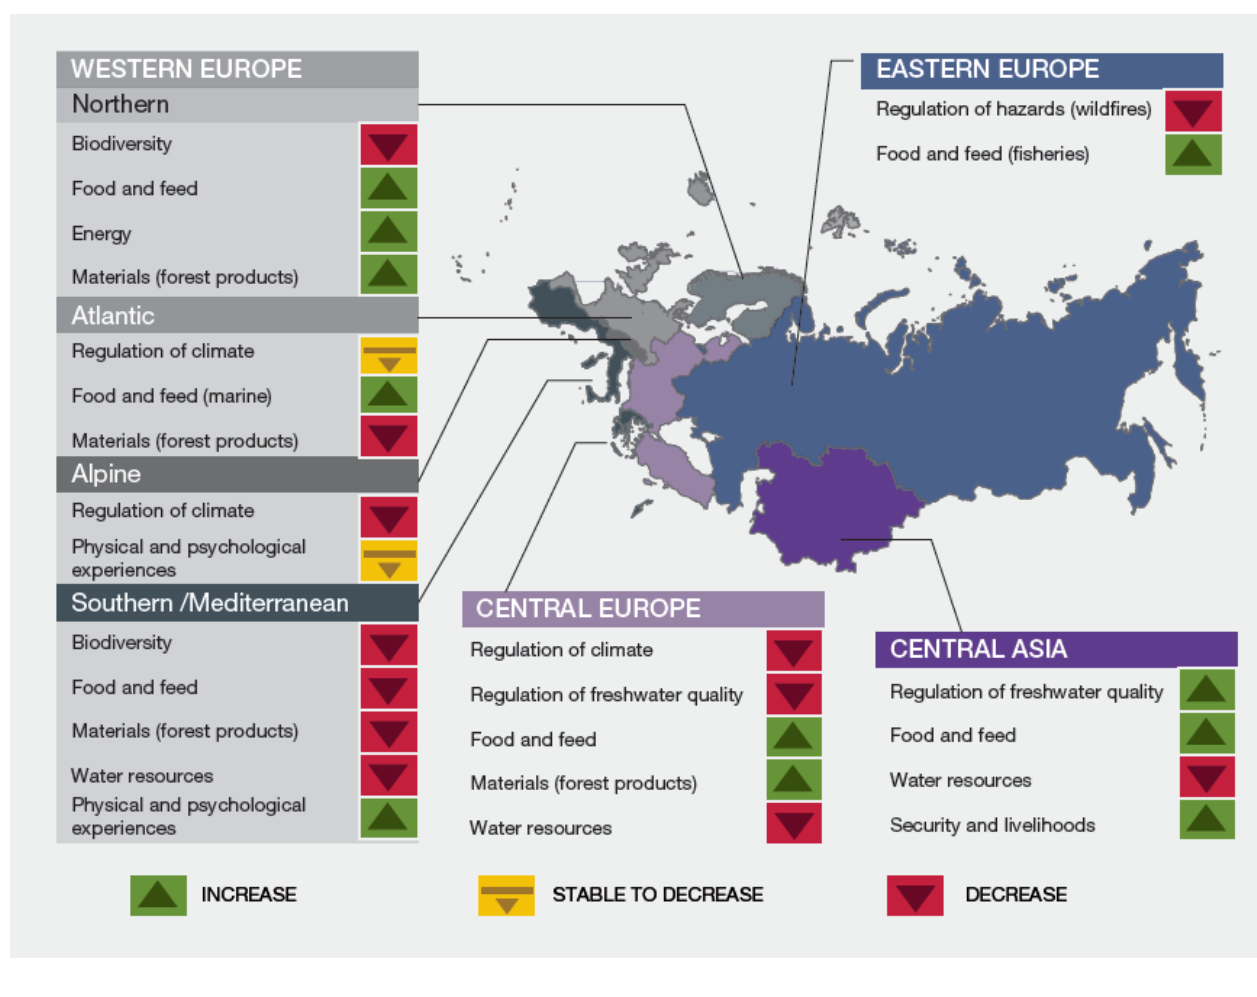 WESTERN EUROPE
Northern
Biodiversity
Food and feed
Energy
Materials (forest products)
Atlantic
Regulation of climate
Food and feed (marine)
Materials (forest products)
Alpine
Regulation of climate
Physical and psychological
experiences
Southern /Mediterranean
Biodiversity
Food and feed
Materials (forest products)
Water resources
Physical and psychological
experiences
EASTERN EUROPE
Regulation of hazards (wildfires)
Food and feed (fisheries)
CENTRAL EUROPE
Regulation of climate
Regulation of freshwater quality
Food and feed
Materials (forest products)
Water resources
CENTRAL ASIA
Regulation of freshwater quality
Food and feed
Water resources
Security and livelihoods
INCREASE
STABLE TO DECREASE
DECREASE